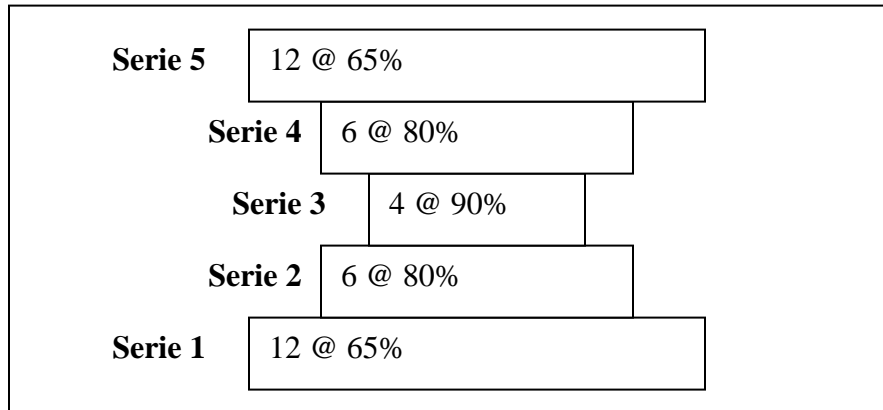 Serie 5 12 @ 65%
Serie 4 6 @ 80%
Serie 3 4 @ 90%
Serie 2 6 @ 80%
Serie 1 12 @ 65%